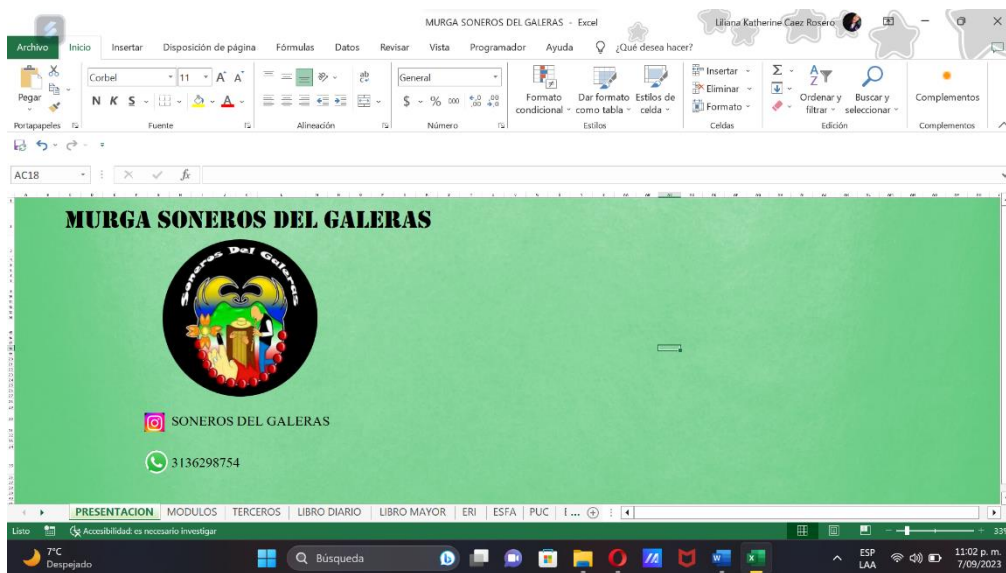 MURGA SONEROS DEL GALERAS - Excel
Liliana Katherine Caez Rosero
Archivo Inicio Insertar Disposición de página Fórmulas Datos Revisar Vista Programador Ayuda ¿Qué desea hacer?
Pegar
Corbel 11
N K S
General
$ % 000
Formato condicional
Dar formato como tabla
Estilos de celda
Insertar
Eliminar
Formato
Ordenar y filtrar
Buscar y seleccionar
Complementos
Portapapeles Fuente Alineación Número Estilos Celdas Edición Complementos
AC18 fx
MURGA SONEROS DEL GALERAS
Soneros Del Galeras
SONEROS DEL GALERAS
3136298754
PRESENTACION MODULOS TERCEROS LIBRO DIARIO LIBRO MAYOR ERI ESFA PUC
Listo Accesibilidad: es necesario investigar 33%
7°C
Despejado
Búsqueda
ESP
LAA
11:02 p. m.
7/09/2023